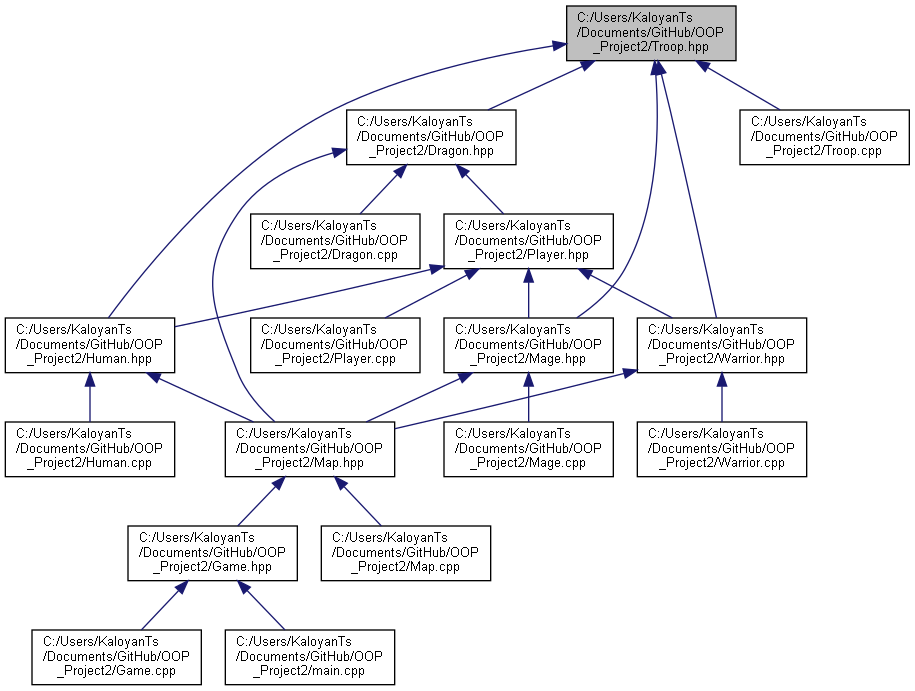 C:/Users/KaloyanTs
/Documents/GitHub/OOP
_Project2/Troop.hpp
C:/Users/KaloyanTs
/Documents/GitHub/OOP
_Project2/Dragon.hpp
C:/Users/KaloyanTs
/Documents/GitHub/OOP
_Project2/Troop.cpp
C:/Users/KaloyanTs
/Documents/GitHub/OOP
_Project2/Dragon.cpp
C:/Users/KaloyanTs
/Documents/GitHub/OOP
_Project2/Player.hpp
C:/Users/KaloyanTs
/Documents/GitHub/OOP
_Project2/Human.hpp
C:/Users/KaloyanTs
/Documents/GitHub/OOP
_Project2/Player.cpp
C:/Users/KaloyanTs
/Documents/GitHub/OOP
_Project2/Mage.hpp
C:/Users/KaloyanTs
/Documents/GitHub/OOP
_Project2/Warrior.hpp
C:/Users/KaloyanTs
/Documents/GitHub/OOP
_Project2/Human.cpp
C:/Users/KaloyanTs
/Documents/GitHub/OOP
_Project2/Map.hpp
C:/Users/KaloyanTs
/Documents/GitHub/OOP
_Project2/Mage.cpp
C:/Users/KaloyanTs
/Documents/GitHub/OOP
_Project2/Warrior.cpp
C:/Users/KaloyanTs
/Documents/GitHub/OOP
_Project2/Game.hpp
C:/Users/KaloyanTs
/Documents/GitHub/OOP
_Project2/Map.cpp
C:/Users/KaloyanTs
/Documents/GitHub/OOP
_Project2/Game.cpp
C:/Users/KaloyanTs
/Documents/GitHub/OOP
_Project2/main.cpp